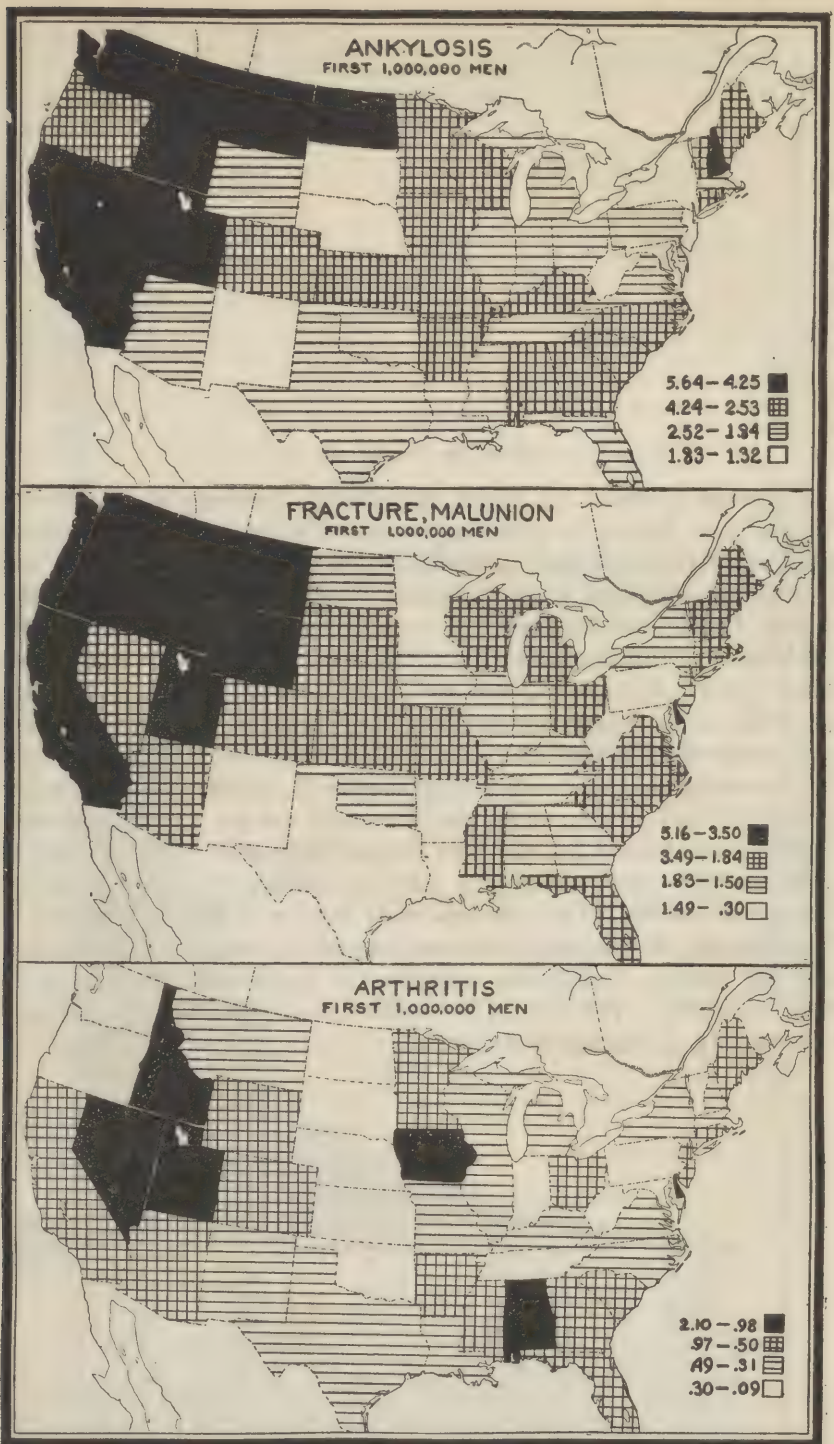 ANKYLOSIS
FIRST 1,000,000 MEN
5.64-4.25
4.24-2.53
2.52-1.84
1.83-1.32
FRACTURE, MALUNION
FIRST 1,000,000 MEN
5.16-3.50
3.49-1.84
1.83-1.50
1.49-.30
ARTHRITIS
FIRST 1,000,000 MEN
2.10-.98
.97-.50
.49-.31
.30-.09